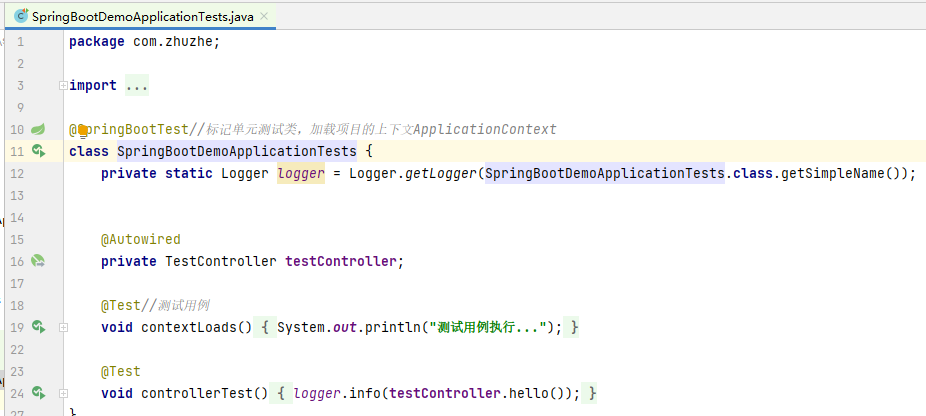 SpringBootDemoApplicationTests.java
1 package com.zhuzhe;
2
3 import ...
9
10 @SpringBootTest//标记单元测试类，加载项目的上下文ApplicationContext
11 class SpringBootDemoApplicationTests {
12 private static Logger logger = Logger.getLogger(SpringBootDemoApplicationTests.class.getSimpleName());
13
14
15 @Autowired
16 private TestController testController;
17
18 @Test//测试用例
19 void contextLoads() { System.out.println("测试用例执行..."); }
22
23 @Test
24 void controllerTest() { logger.info(testController.hello()); }
27 }